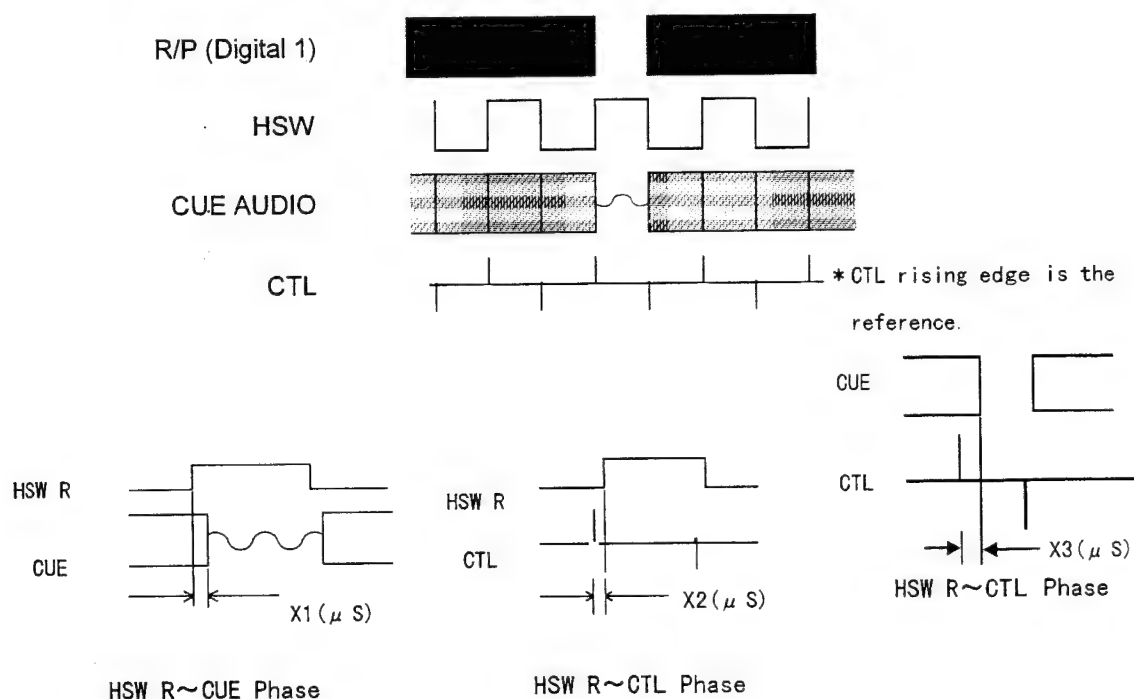 R/P (Digital 1)
HSW
CUE AUDIO
CTL
*CTL rising edge is the
reference.
CUE
CTL
X3(μ S)
HSW R~CTL Phase
HSW R
CUE
X1(μ S)
HSW R~CUE Phase
HSW R
CTL
X2(μ S)
HSW R~CTL Phase